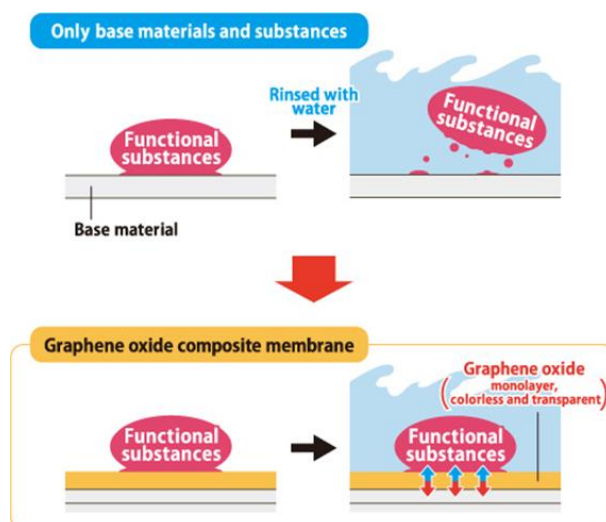 Only base materials and substances
Functional
substances
Base material
Rinsed with
water
Functional
substances
Graphene oxide composite membrane
Functional
substances
Graphene oxide
(monolayer,
colorless and transparent)
Functional
substances